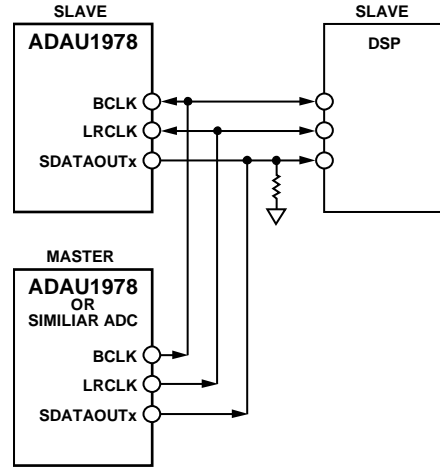 SLAVE
ADAU1978
BCLK
LRCLK
SDATAOUTx
SLAVE
DSP
MASTER
ADAU1978
OR
SIMILIAR ADC
BCLK
LRCLK
SDATAOUTx